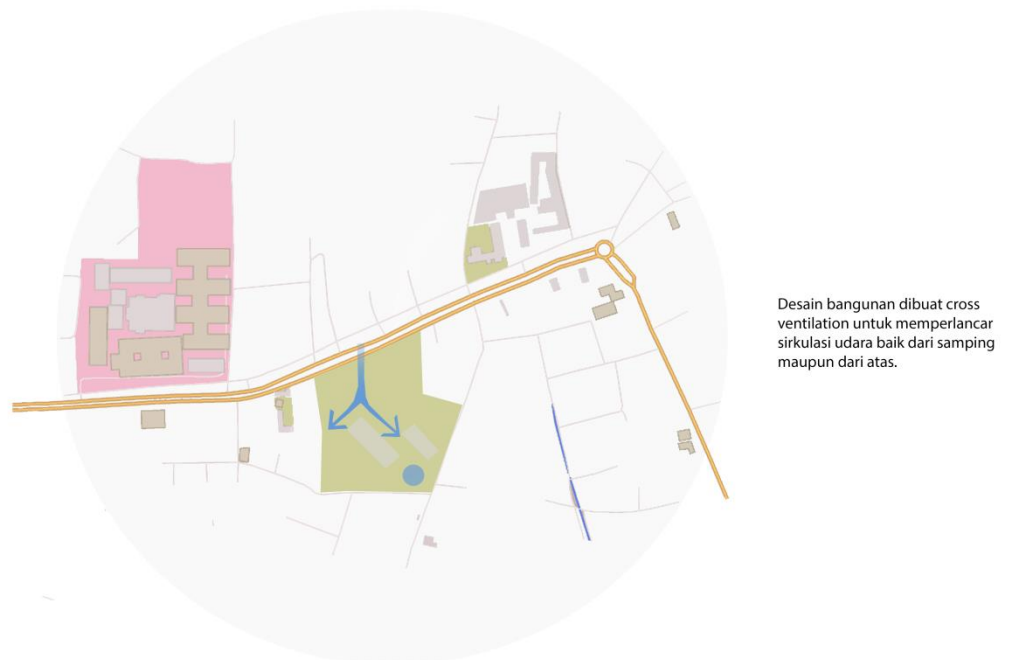 Desain bangunan dibuat cross
ventilation untuk memperlancar
sirkulasi udara baik dari samping
maupun dari atas.